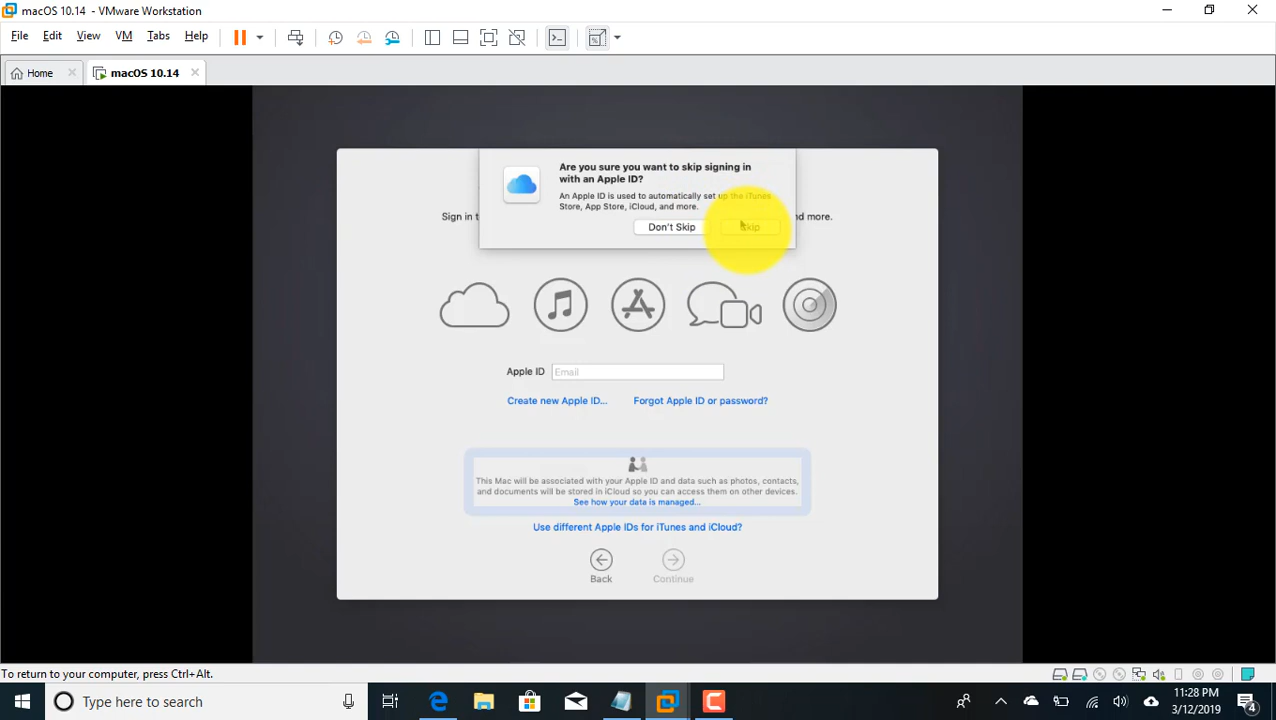 macOS 10.14 - VMware Workstation
File Edit View VM Tabs Help
Home macOS 10.14
Are you sure you want to skip signing in
with an Apple ID?
An Apple ID is used to automatically set up the iTunes
Store, App Store, iCloud, and more.
Sign in t nd more.
Don't Skip Skip
Apple ID Email
Create new Apple ID... Forgot Apple ID or password?
This Mac will be associated with your Apple ID and data such as photos, contacts,
and documents will be stored in iCloud so you can access them on other devices.
See how your data is managed...
Use different Apple IDs for iTunes and iCloud?
Back Continue
To return to your computer, press Ctrl+Alt.
Type here to search
11:28 PM
3/12/2019
4